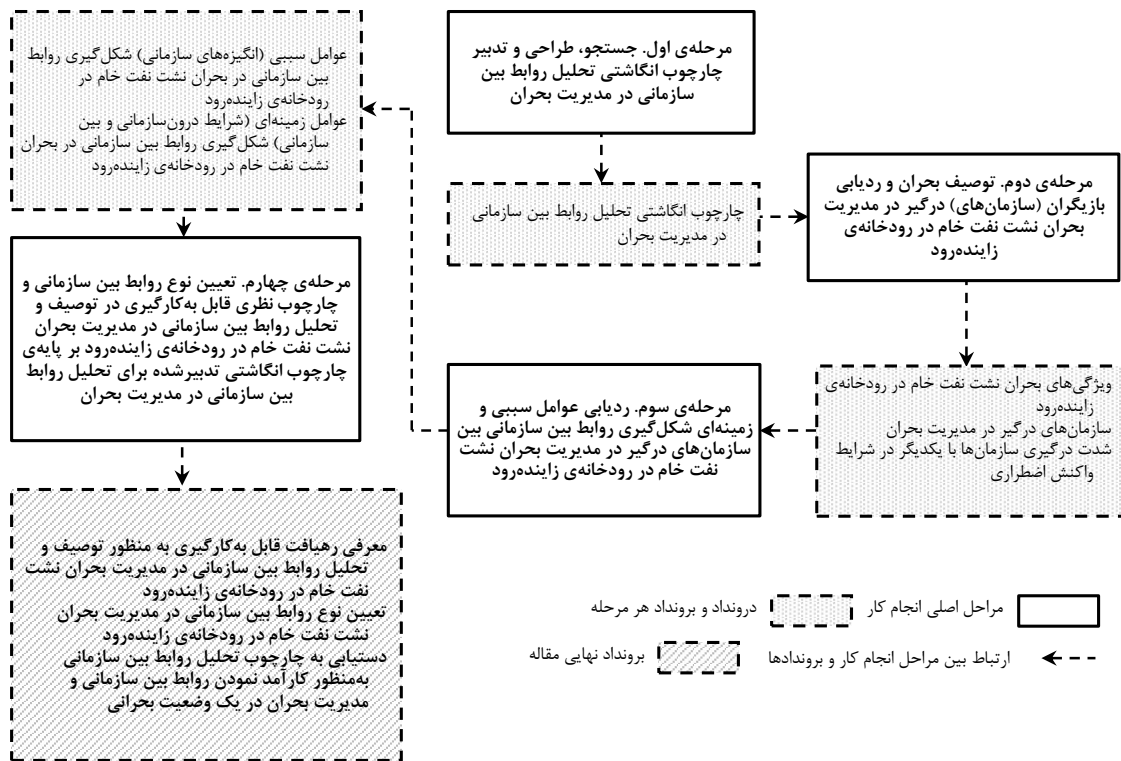 مرحله‌ی اول. جستجو، طراحی و تدبیر
چارچوب انگاشتی تحلیل روابط بین
سازمانی در مدیریت بحران
چارچوب انگاشتی تحلیل روابط بین سازمانی
در مدیریت بحران
مرحله‌ی دوم. توصیف بحران و ردیابی
بازیگران (سازمان‌های) درگیر در مدیریت
بحران نشت نفت خام در رودخانه‌ی
زاینده‌رود
ویژگی‌های بحران نشت نفت خام در رودخانه‌ی
زاینده‌رود
سازمان‌های درگیر در مدیریت بحران
شدت درگیری سازمان‌ها با یکدیگر در شرایط
واکنش اضطراری
مرحله‌ی سوم. ردیابی عوامل سببی و
زمینه‌ای شکل‌گیری روابط بین سازمانی بین
سازمان‌های درگیر در مدیریت بحران نشت
نفت خام در رودخانه‌ی زاینده‌رود
عوامل سببی (انگیزه‌های سازمانی) شکل‌گیری روابط
بین سازمانی در بحران نشت نفت خام در
رودخانه‌ی زاینده‌رود
عوامل زمینه‌ای (شرایط درون‌سازمانی و بین
سازمانی) شکل‌گیری روابط بین سازمانی در بحران
نشت نفت خام در رودخانه‌ی زاینده‌رود
مرحله‌ی چهارم. تعیین نوع روابط بین سازمانی و
چارچوب نظری قابل به‌کارگیری در توصیف و
تحلیل روابط بین سازمانی در مدیریت بحران
نشت نفت خام در رودخانه‌ی زاینده‌رود بر پایه‌ی
چارچوب انگاشتی تدبیرشده برای تحلیل روابط
بین سازمانی در مدیریت بحران
معرفی رهیافت قابل به‌کارگیری به منظور توصیف و
تحلیل روابط بین سازمانی در مدیریت بحران نشت
نفت خام در رودخانه‌ی زاینده‌رود
تعیین نوع روابط بین سازمانی در مدیریت بحران
نشت نفت خام در رودخانه‌ی زاینده‌رود
دستیابی به چارچوب تحلیل روابط بین سازمانی
به‌منظور کارآمد نمودن روابط بین سازمانی و
مدیریت بحران در یک وضعیت بحرانی
مراحل اصلی انجام کار
درونداد و برونداد هر مرحله
ارتباط بین مراحل انجام کار و بروندادها
برونداد نهایی مقاله